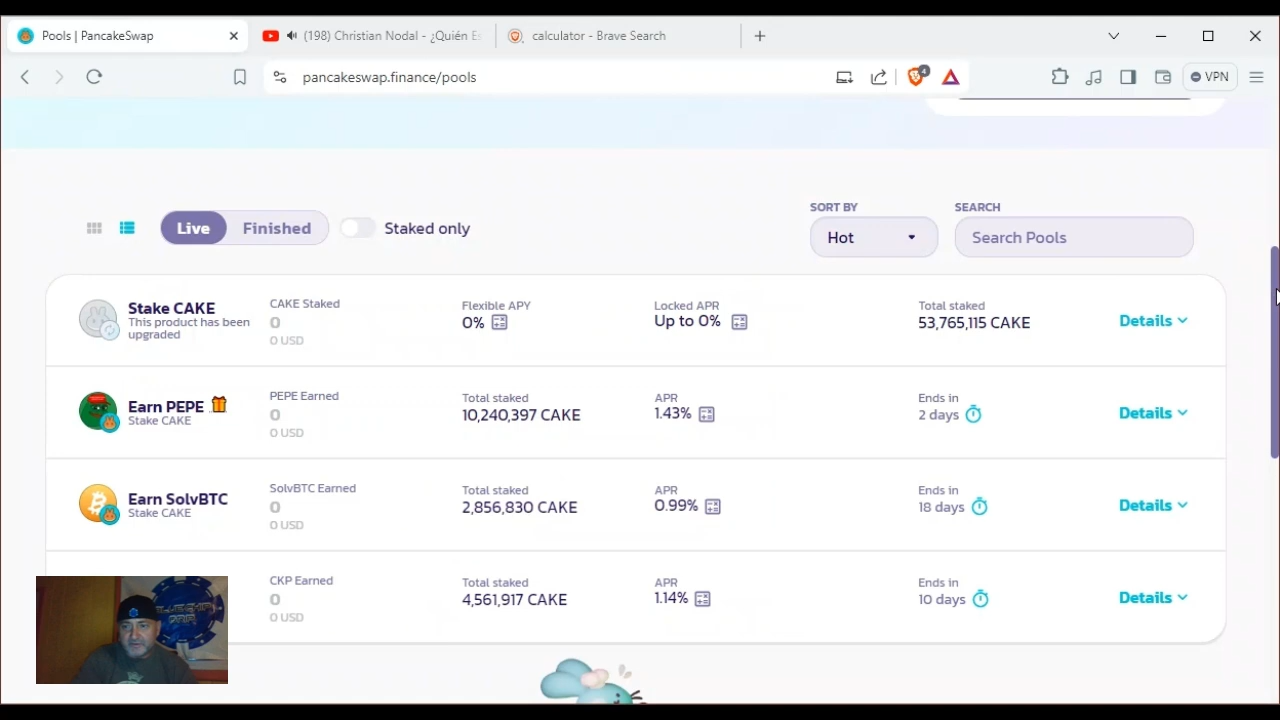 Pools | PancakeSwap
(198) Christian Nodal - ¿Quién Es
calculator - Brave Search
pancakeswap.finance/pools
4
VPN
Live
Finished
Staked only
SORT BY
Hot
SEARCH
Search Pools
Stake CAKE
This product has been
upgraded
CAKE Staked
0
0 USD
Flexible APY
0%
Locked APR
Up to 0%
Total staked
53,765,115 CAKE
Details
Earn PEPE
Stake CAKE
PEPE Earned
0
0 USD
Total staked
10,240,397 CAKE
APR
1.43%
Ends in
2 days
Details
Earn SolvBTC
Stake CAKE
SolvBTC Earned
0
0 USD
Total staked
2,856,830 CAKE
APR
0.99%
Ends in
18 days
Details
CKP Earned
0
0 USD
Total staked
4,561,917 CAKE
APR
1.14%
Ends in
10 days
Details